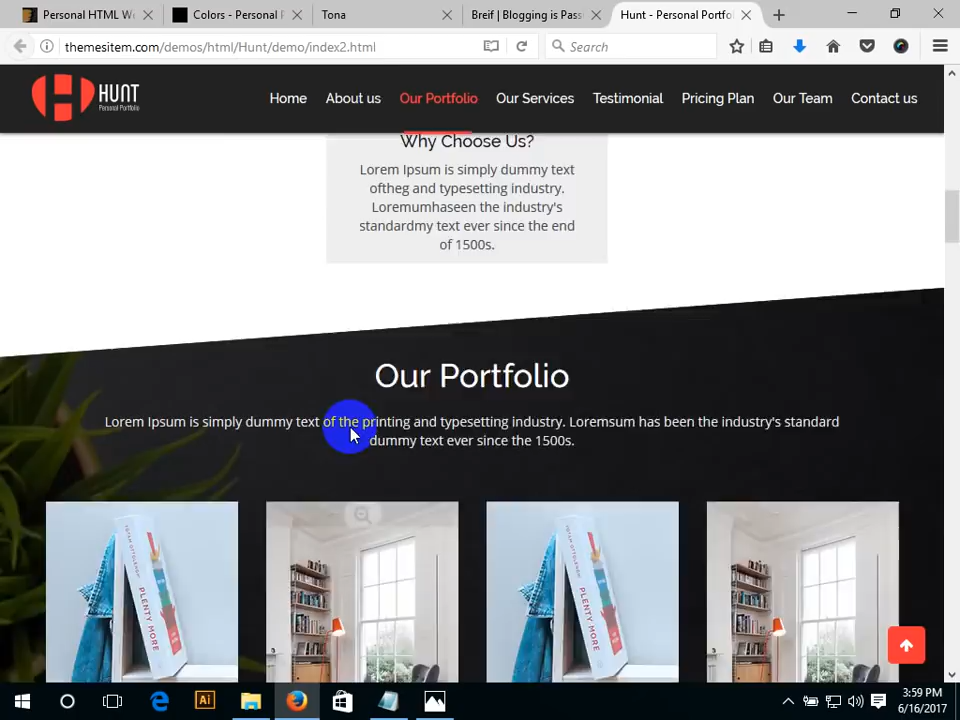 Personal HTML W
Colors - Personal
Tona
Breif | Blogging is Pas
Hunt - Personal Portfo
themesitem.com/demos/html/Hunt/demo/index2.html
Search
HUNT
Personal Portfolio
Home
About us
Our Portfolio
Our Services
Testimonial
Pricing Plan
Our Team
Contact us
Why Choose Us?
Lorem Ipsum is simply dummy text
oftheg and typesetting industry.
Loremumhaseen the industry's
standardmy text ever since the end
of 1500s.
Our Portfolio
Lorem Ipsum is simply dummy text of the printing and typesetting industry. Loremsum has been the industry's standard
dummy text ever since the 1500s.
PLENTY MORE
PLENTY MORE
Ai
3:59 PM
6/16/2017